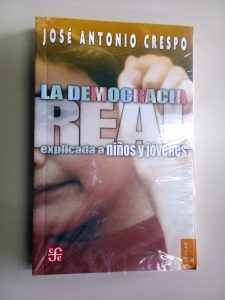 JOSÉ ANTONIO CRESPO
LA DEMOCRACIA
REAL
explicada a niños y jóvenes